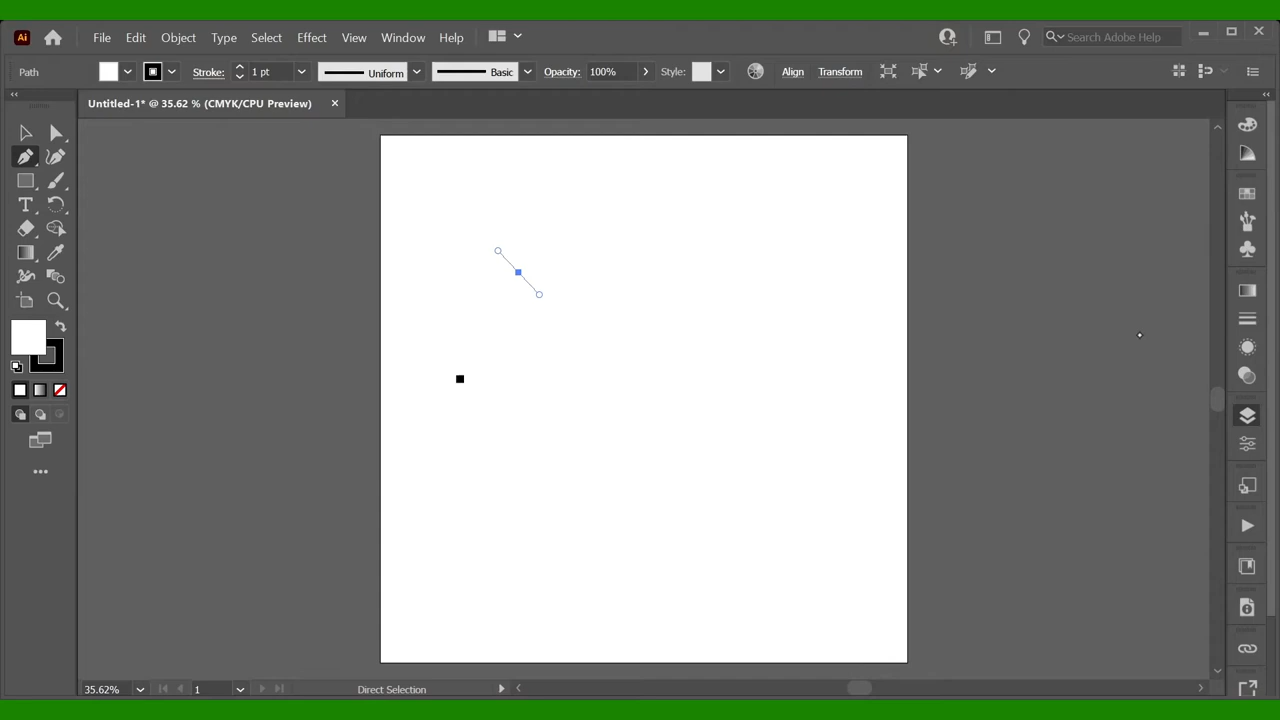 Ai File Edit Object Type Select Effect View Window Help Search Adobe Help
Path Stroke: 1 pt Uniform Basic Opacity: 100% Style: Align Transform
Untitled-1* @ 35.62 % (CMYK/CPU Preview) ×
T
35.62% 1 Direct Selection